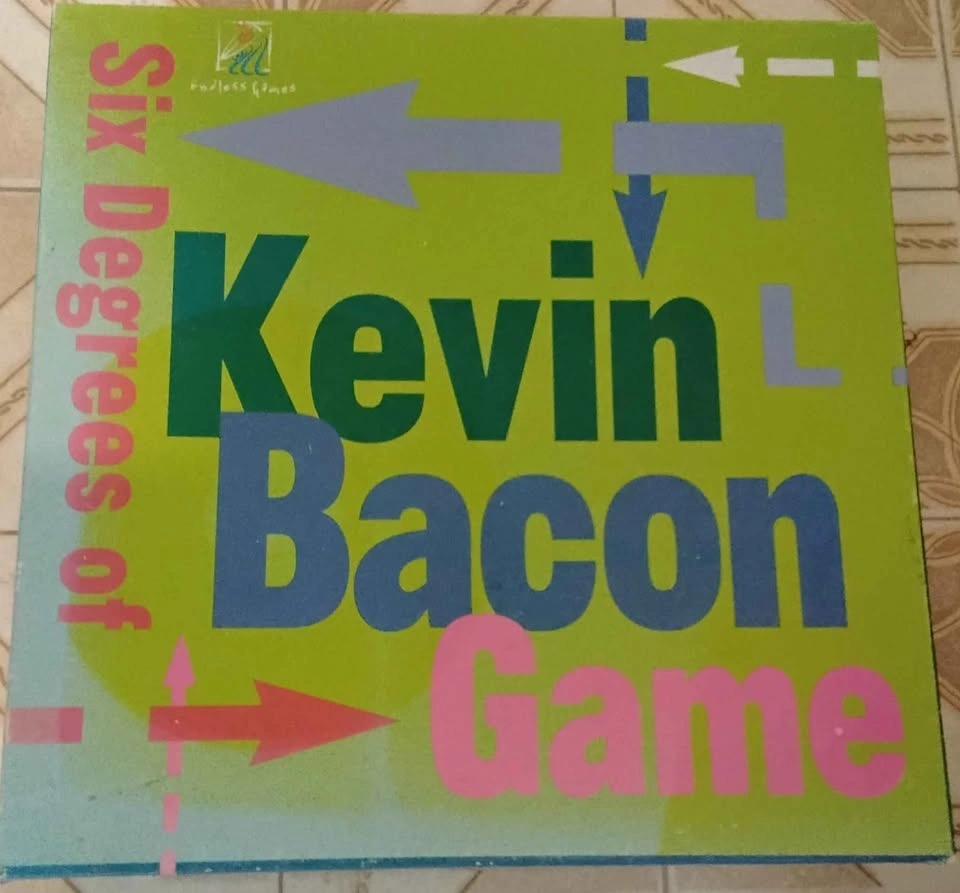 Endless Games
Six Degrees of
Kevin
Bacon
Game